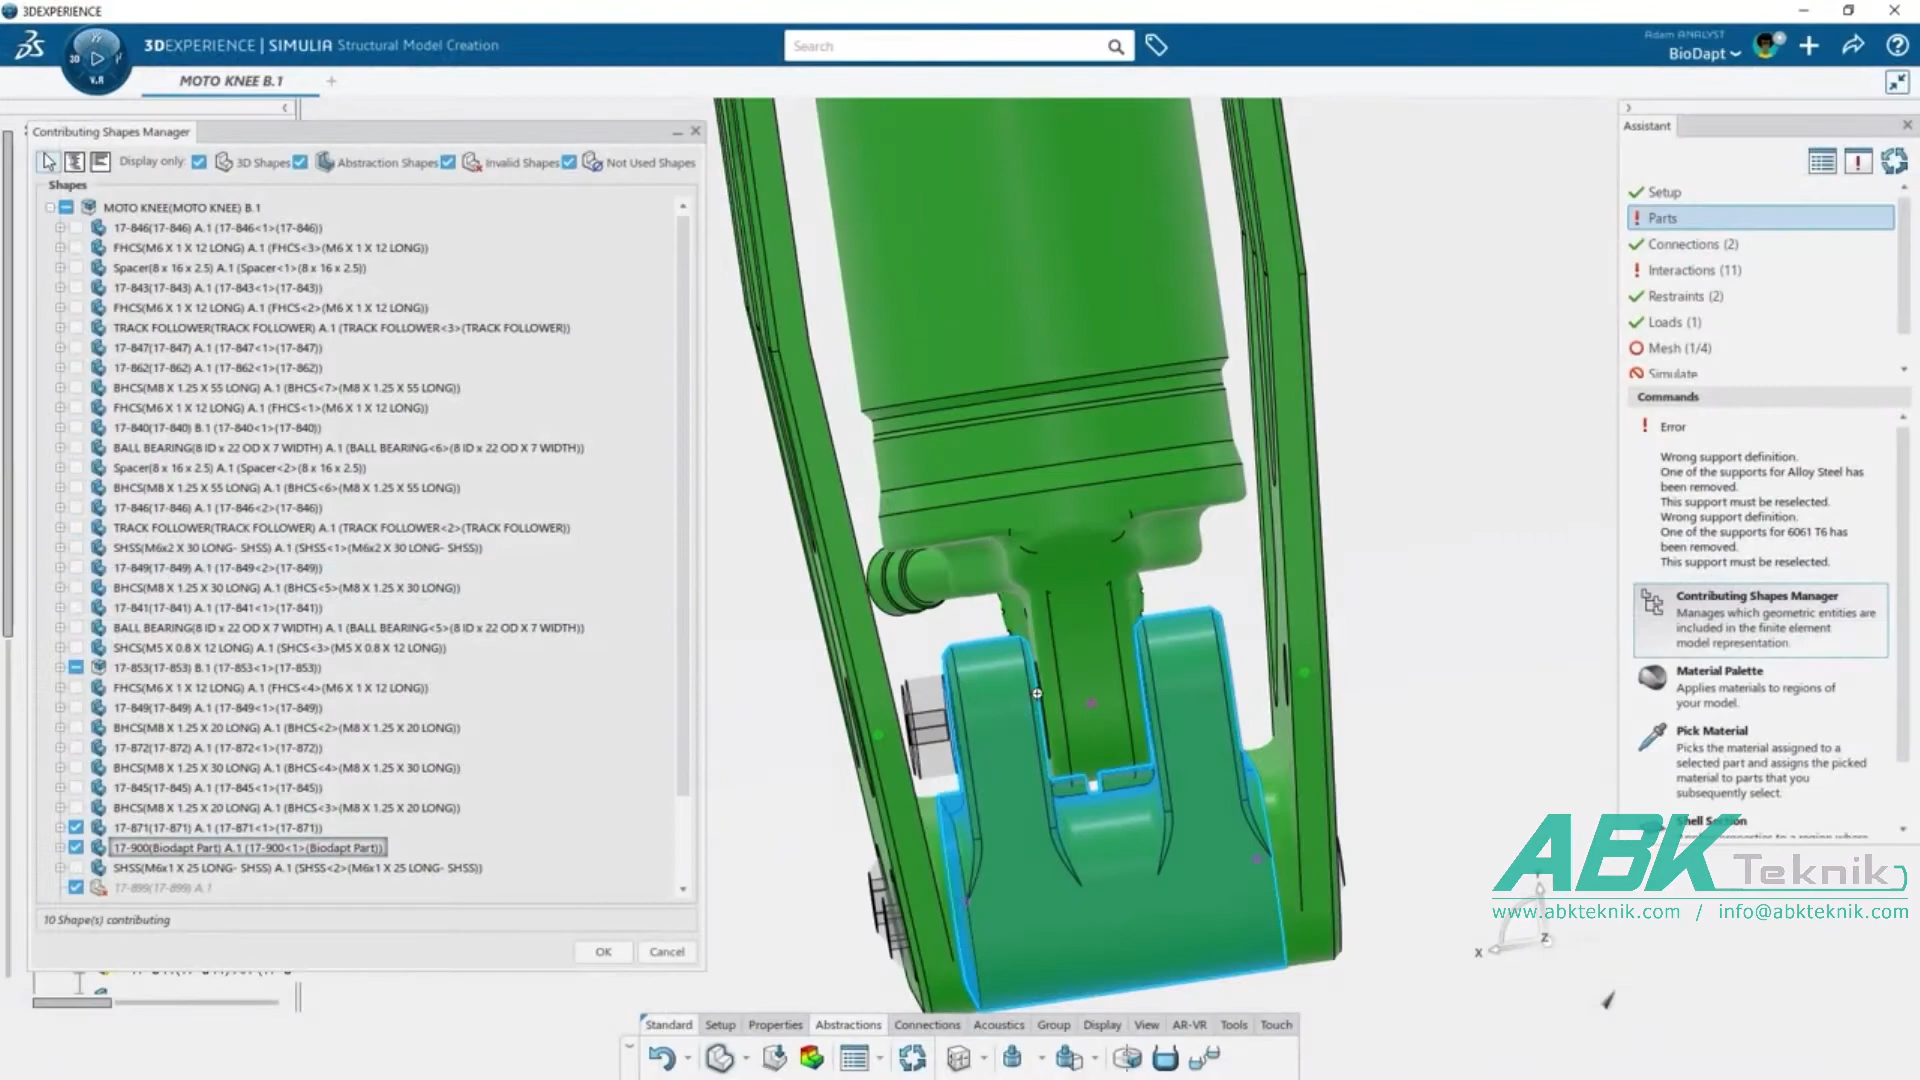 3DEXPERIENCE
3DEXPERIENCE | SIMULIA Structural Model Creation
Search
Adam ANALYST
BioDapt
3D
V.R
MOTO KNEE B.1
Contributing Shapes Manager
Display only:
3D Shapes
Abstraction Shapes
Invalid Shapes
Not Used Shapes
Shapes
MOTO KNEE(MOTO KNEE) B.1
17-846(17-846) A.1 (17-846<1>(17-846))
FHCS(M6 X 1 X 12 LONG) A.1 (FHCS<3>(M6 X 1 X 12 LONG))
Spacer(8 x 16 x 2.5) A.1 (Spacer<1>(8 x 16 x 2.5))
17-843(17-843) A.1 (17-843<1>(17-843))
FHCS(M6 X 1 X 12 LONG) A.1 (FHCS<2>(M6 X 1 X 12 LONG))
TRACK FOLLOWER(TRACK FOLLOWER) A.1 (TRACK FOLLOWER<3>(TRACK FOLLOWER))
17-847(17-847) A.1 (17-847<1>(17-847))
17-862(17-862) A.1 (17-862<1>(17-862))
BHCS(M8 X 1.25 X 55 LONG) A.1 (BHCS<7>(M8 X 1.25 X 55 LONG))
FHCS(M6 X 1 X 12 LONG) A.1 (FHCS<1>(M6 X 1 X 12 LONG))
17-840(17-840) B.1 (17-840<1>(17-840))
BALL BEARING(8 ID x 22 OD X 7 WIDTH) A.1 (BALL BEARING<6>(8 ID x 22 OD X 7 WIDTH))
Spacer(8 x 16 x 2.5) A.1 (Spacer<2>(8 x 16 x 2.5))
BHCS(M8 X 1.25 X 55 LONG) A.1 (BHCS<6>(M8 X 1.25 X 55 LONG))
17-846(17-846) A.1 (17-846<2>(17-846))
TRACK FOLLOWER(TRACK FOLLOWER) A.1 (TRACK FOLLOWER<2>(TRACK FOLLOWER))
SHSS(M6x2 X 30 LONG- SHSS) A.1 (SHSS<1>(M6x2 X 30 LONG- SHSS))
17-849(17-849) A.1 (17-849<2>(17-849))
BHCS(M8 X 1.25 X 30 LONG) A.1 (BHCS<5>(M8 X 1.25 X 30 LONG))
17-841(17-841) A.1 (17-841<1>(17-841))
BALL BEARING(8 ID x 22 OD X 7 WIDTH) A.1 (BALL BEARING<5>(8 ID x 22 OD X 7 WIDTH))
SHCS(M5 X 0.8 X 12 LONG) A.1 (SHCS<3>(M5 X 0.8 X 12 LONG))
17-853(17-853) B.1 (17-853<1>(17-853))
FHCS(M6 X 1 X 12 LONG) A.1 (FHCS<4>(M6 X 1 X 12 LONG))
17-849(17-849) A.1 (17-849<1>(17-849))
BHCS(M8 X 1.25 X 20 LONG) A.1 (BHCS<2>(M8 X 1.25 X 20 LONG))
17-872(17-872) A.1 (17-872<1>(17-872))
BHCS(M8 X 1.25 X 30 LONG) A.1 (BHCS<4>(M8 X 1.25 X 30 LONG))
17-845(17-845) A.1 (17-845<1>(17-845))
BHCS(M8 X 1.25 X 20 LONG) A.1 (BHCS<3>(M8 X 1.25 X 20 LONG))
17-871(17-871) A.1 (17-871<1>(17-871))
17-900(Biodapt Part) A.1 (17-900<1>(Biodapt Part))
SHSS(M6x1 X 25 LONG- SHSS) A.1 (SHSS<2>(M6x1 X 25 LONG- SHSS))
17-899(17-899) A.1
10 Shape(s) contributing
OK
Cancel
Assistant
Setup
Parts
Connections (2)
Interactions (11)
Restraints (2)
Loads (1)
Mesh (1/4)
Simulate
Commands
Error
Wrong support definition.
One of the supports for Alloy Steel has
been removed.
This support must be reselected.
Wrong support definition.
One of the supports for 6061 T6 has
been removed.
This support must be reselected.
Contributing Shapes Manager
Manages which geometric entities are
included in the finite element
model representation.
Material Palette
Applies materials to regions of
your model.
Pick Material
Picks the material assigned to a
selected part and assigns the picked
material to parts that you
subsequently select.
Shell Section
ABK Teknik
www.abkteknik.com / info@abkteknik.com
X
Z
Standard
Setup
Properties
Abstractions
Connections
Acoustics
Group
Display
View
AR-VR
Tools
Touch